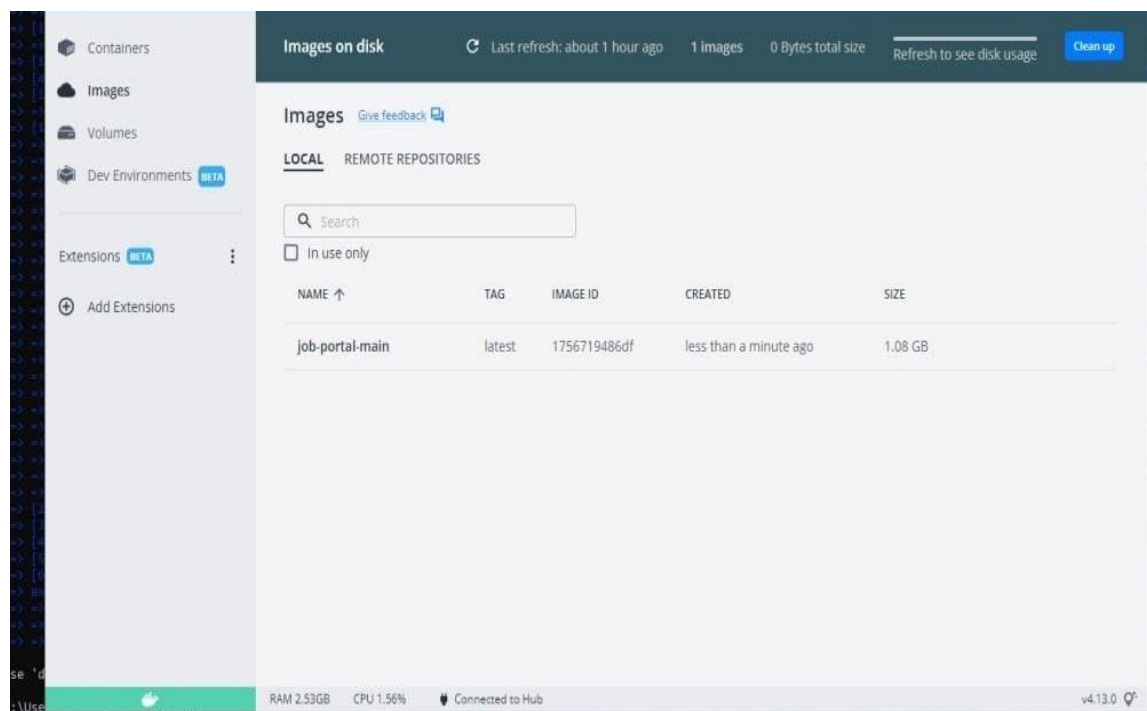 Containers
Images
Volumes
Dev Environments BETA
Extensions BETA
Add Extensions
Images on disk Last refresh: about 1 hour ago 1 images 0 Bytes total size Refresh to see disk usage Clean up
Images Give feedback
LOCAL REMOTE REPOSITORIES
Search
In use only
NAME TAG IMAGE ID CREATED SIZE
job-portal-main latest 1756719486df less than a minute ago 1.08 GB
se 'd
:\Use
RAM 2.53GB CPU 1.56% Connected to Hub v4.13.0